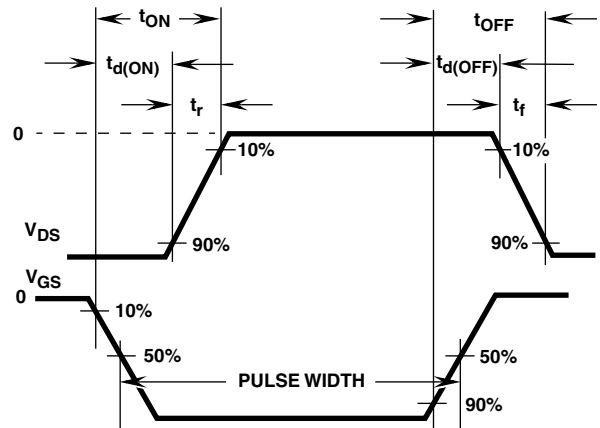 tON
tOFF
td(ON)
td(OFF)
tr
tf
0
10%
10%
VDS
90%
90%
VGS
0
10%
50%
50%
PULSE WIDTH
90%